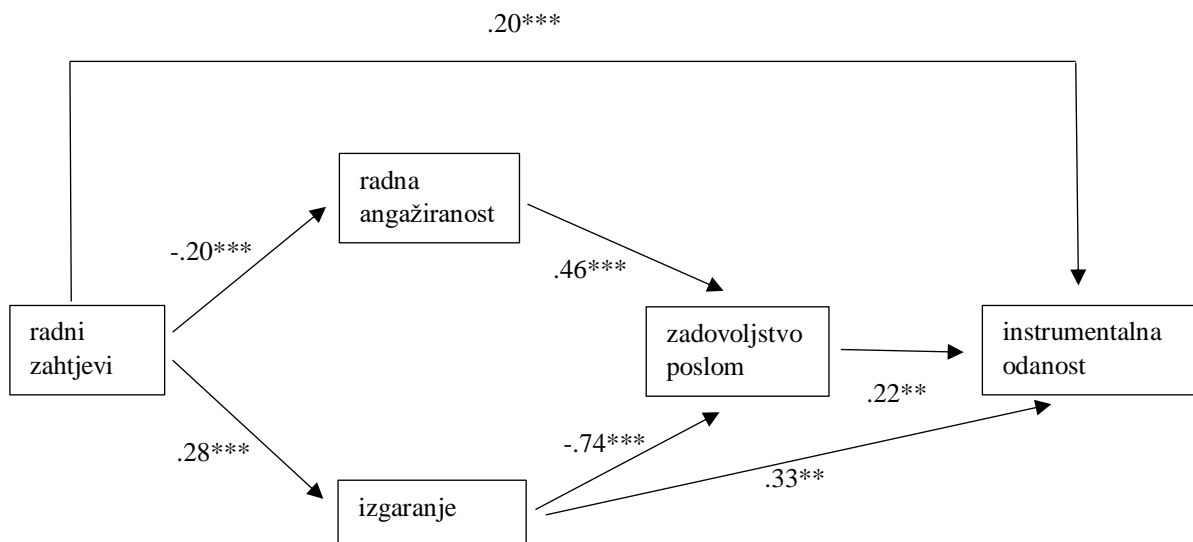 .20***
radna
angažiranost
-.20***
.46***
radni
zahtjevi
zadovoljstvo
poslom
instrumentalna
odanost
.22**
.28***
-.74***
.33**
izgaranje